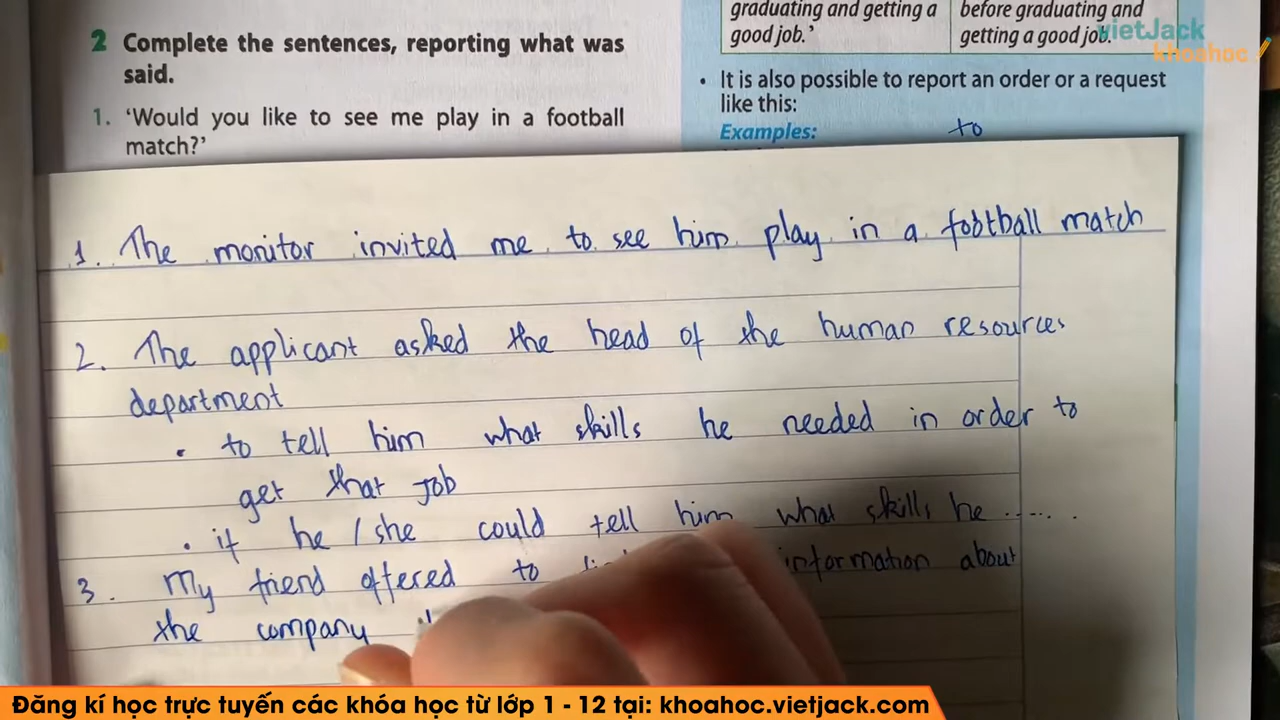 2 Complete the sentences, reporting what was
said.
1. 'Would you like to see me play in a football
match?'
graduating and getting a
good job.'
before graduating and
getting a good job.
vietJack
khoahoc
• It is also possible to report an order or a request
like this:
Examples:
to
1. The monitor invited me to see him play in a football match
2. The applicant asked the head of the human resources
department
• to tell him what skills he needed in order to
get that job
• if he / she could tell him what skills he .....
3. My friend offered to information about
the company
Đăng kí học trực tuyến các khóa học từ lớp 1 - 12 tại: khoahoc.vietjack.com